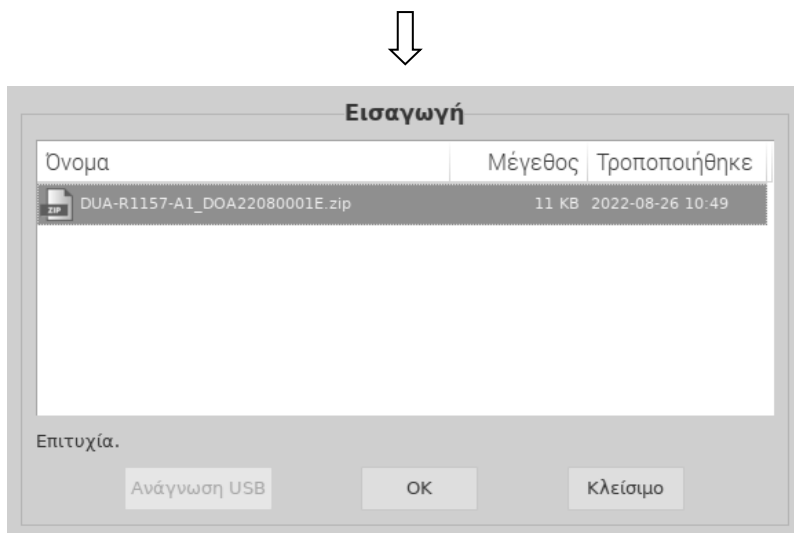 Εισαγωγή
Όνομα Μέγεθος Τροποποιήθηκε
ZIP DUA-R1157-A1_DOA22080001E.zip 11 KB 2022-08-26 10:49
Επιτυχία.
Ανάγνωση USB OK Κλείσιμο